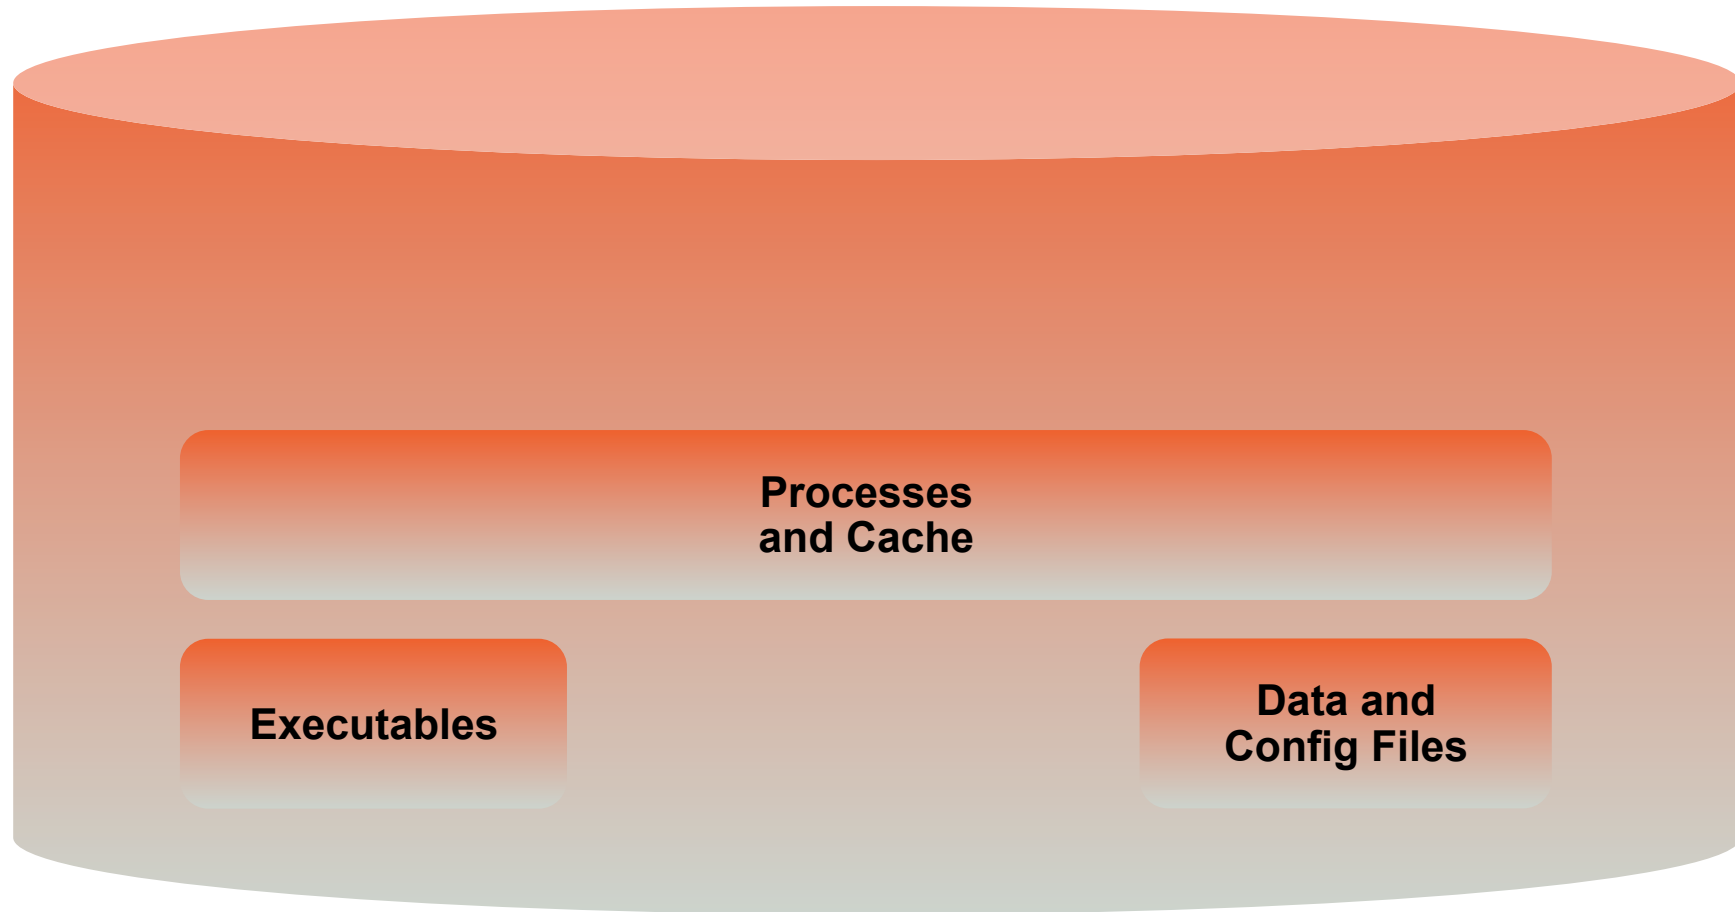 Processes
and Cache
Executables
Data and
Config Files